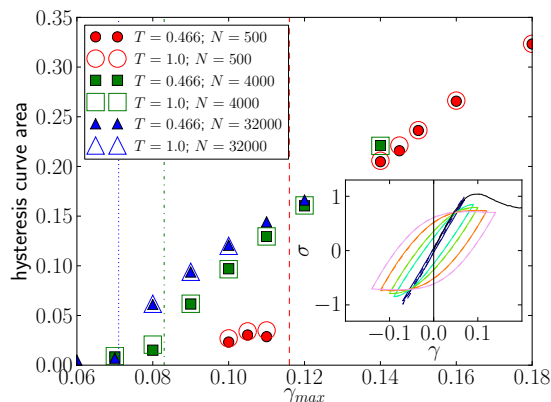 0.35
0.30
0.25
0.20
0.15
0.10
0.05
0.00
hysteresis curve area
T = 0.466; N = 500
T = 1.0; N = 500
T = 0.466; N = 4000
T = 1.0; N = 4000
T = 0.466; N = 32000
T = 1.0; N = 32000
1
0
−1
σ
−0.1 0.0 0.1
γ
0.06 0.08 0.10 0.12 0.14 0.16 0.18
γmax